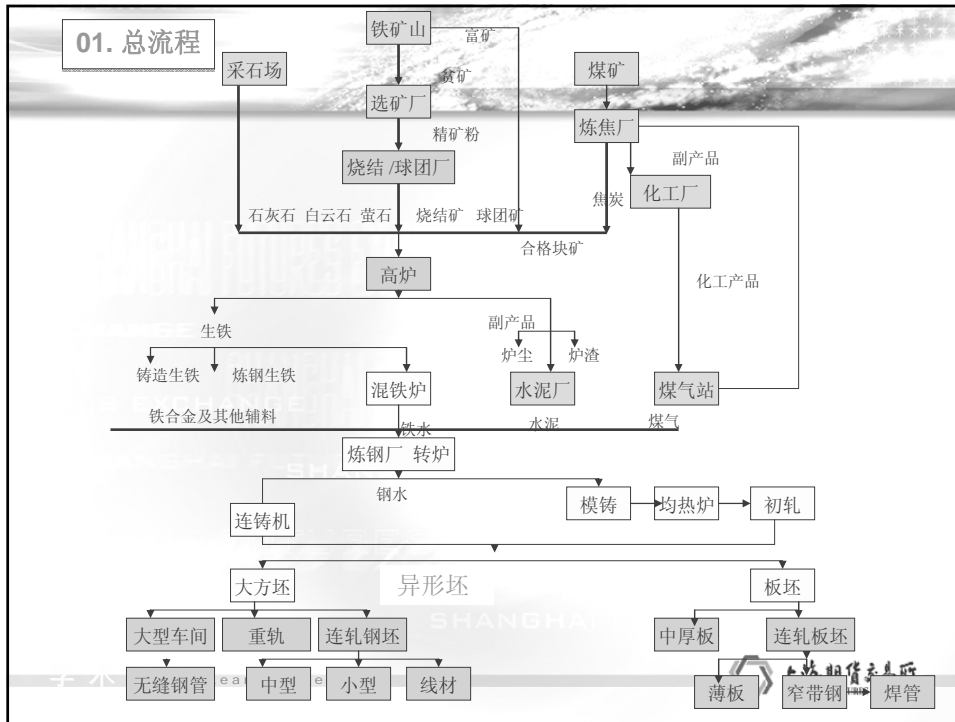 01. 总流程
铁矿山
富矿
采石场
煤矿
贫矿
选矿厂
炼焦厂
精矿粉
副产品
烧结 /球团厂
化工厂
焦炭
石灰石 白云石 萤石 烧结矿 球团矿
合格块矿
高炉
化工产品
生铁
副产品
炉尘 炉渣
铸造生铁 炼钢生铁
混铁炉
水泥厂
煤气站
铁合金及其他辅料
铁水
水泥
煤气
炼钢厂 转炉
钢水
模铸
均热炉
初轧
连铸机
大方坯
异形坯
板坯
SHANGHAI
大型车间
重轨
连轧钢坯
中厚板
连轧板坯
无缝钢管
中型
小型
线材
薄板
窄带钢
焊管
上海期货交易所